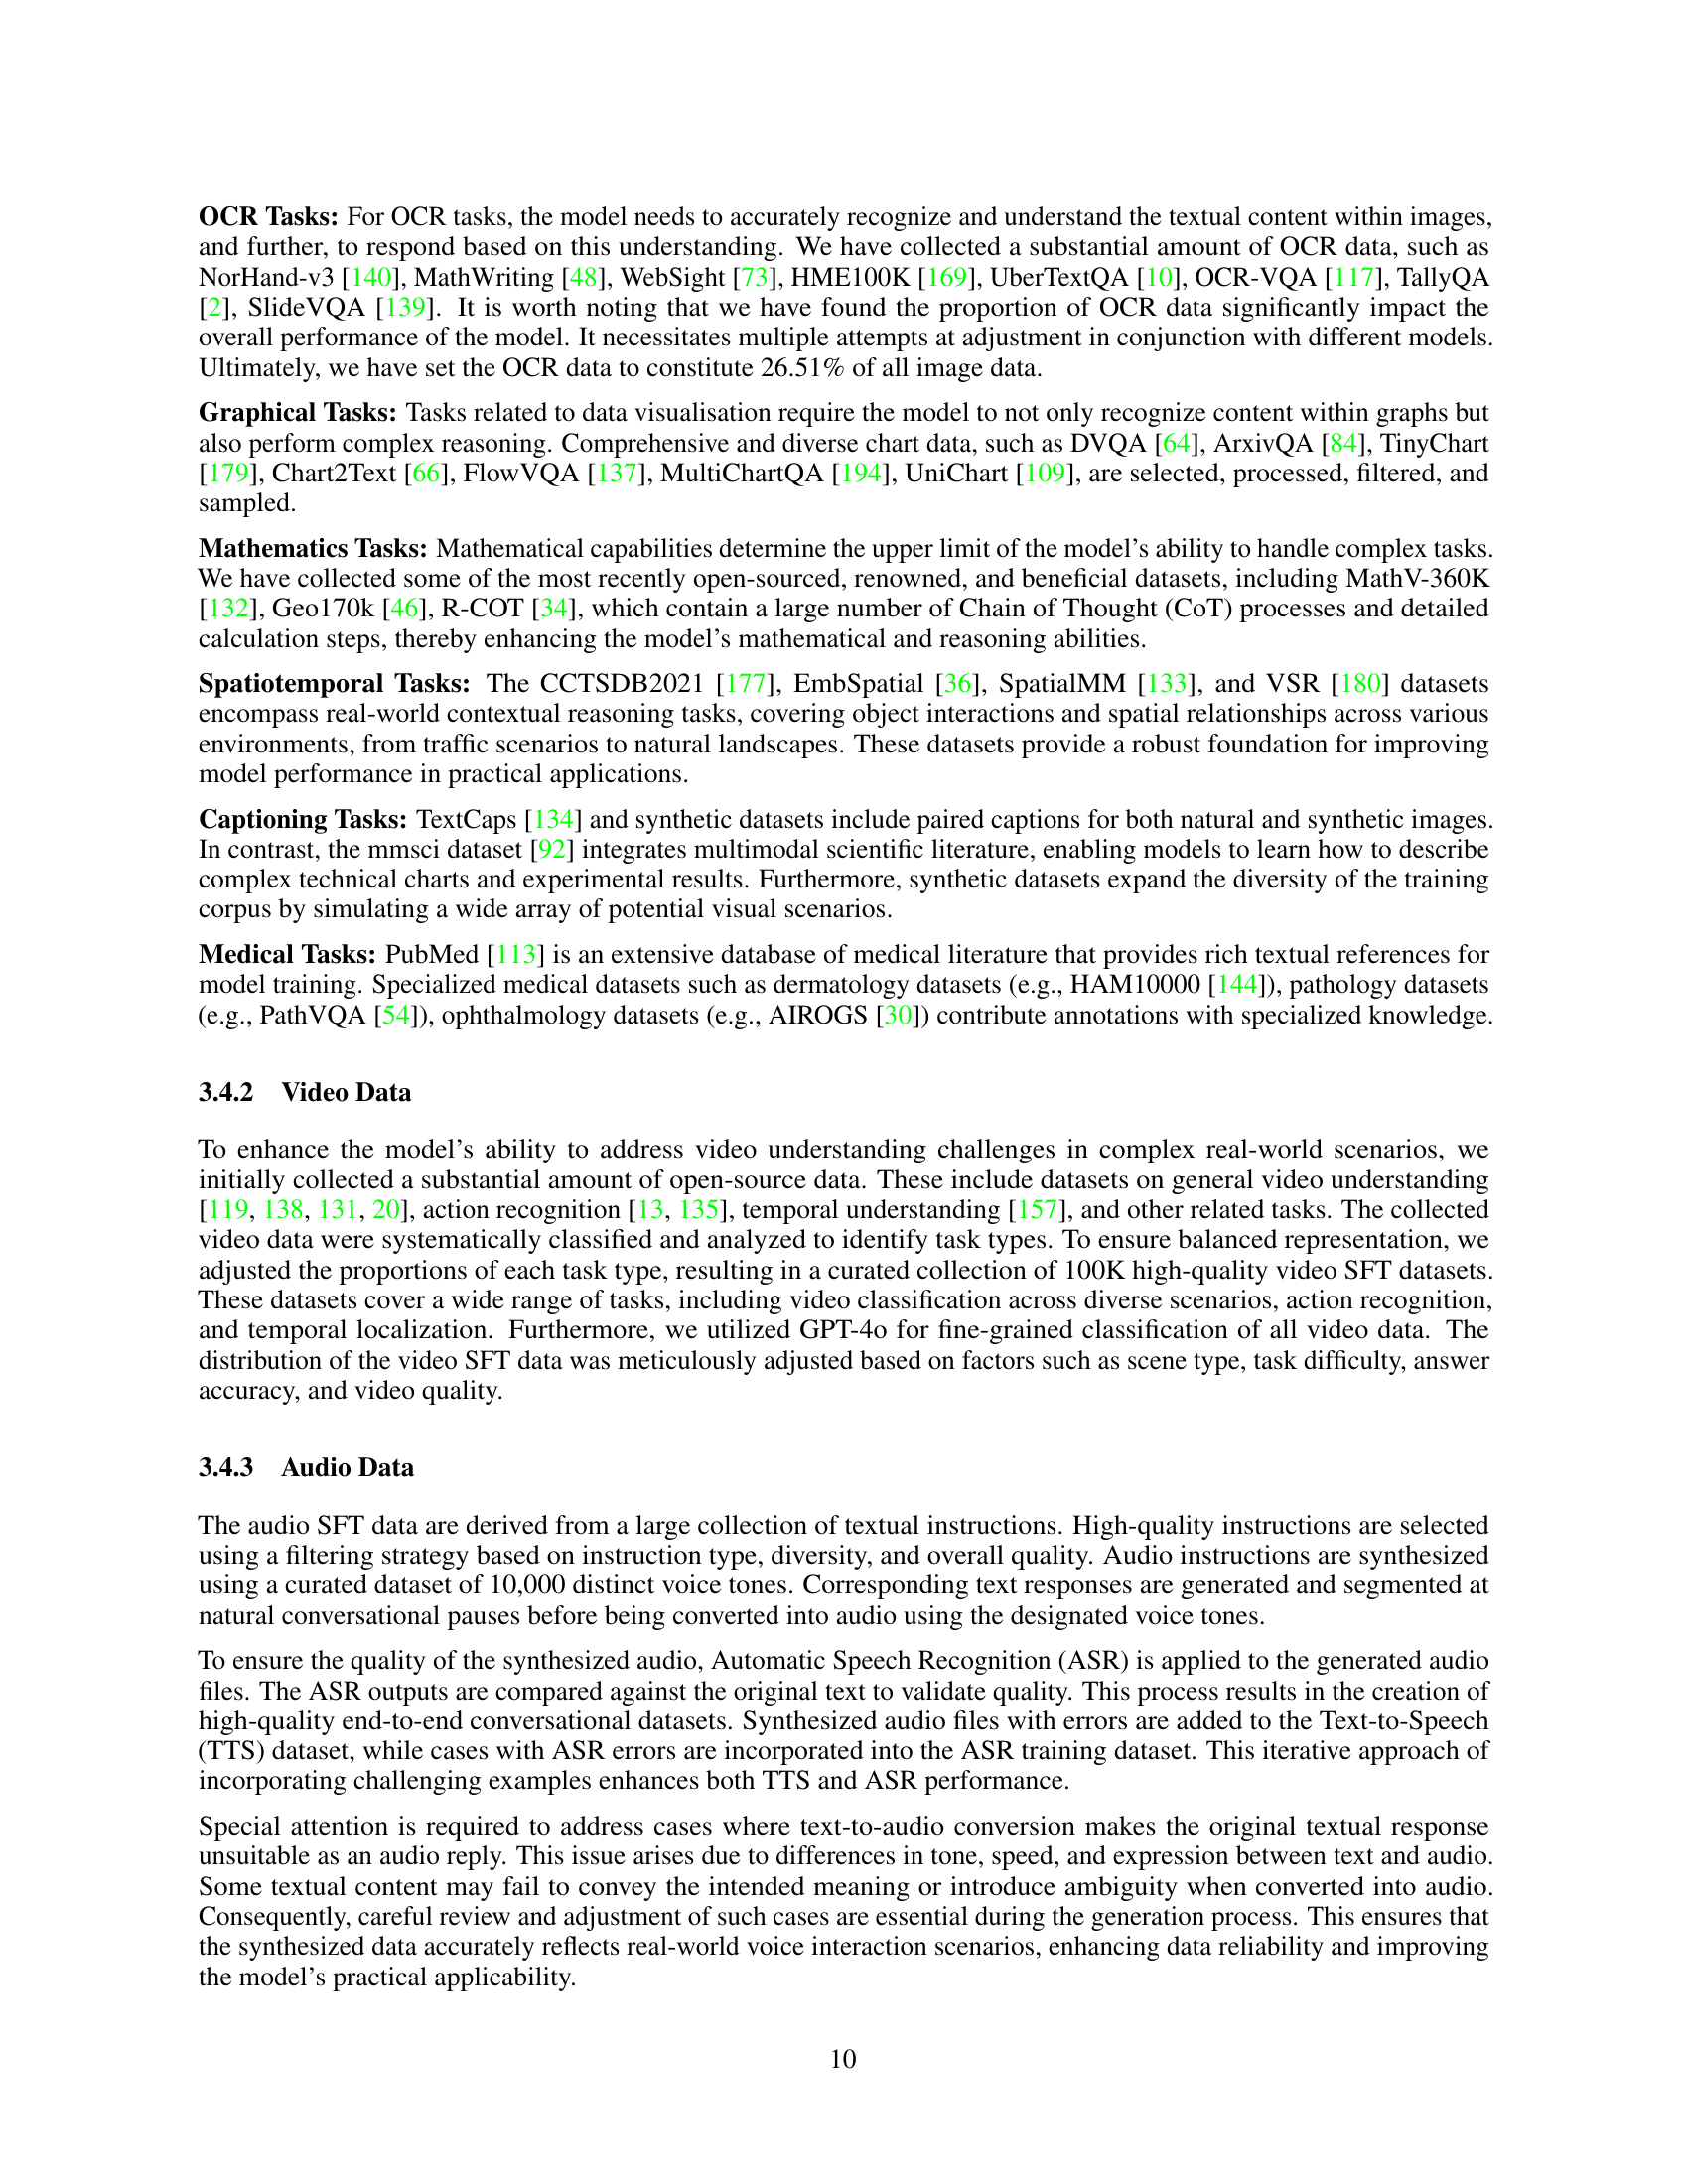 OCR Tasks: For OCR tasks, the model needs to accurately recognize and understand the textual content within images,
and further, to respond based on this understanding. We have collected a substantial amount of OCR data, such as
NorHand-v3 [140], MathWriting [48], WebSight [73], HME100K [169], UberTextQA [10], OCR-VQA [117], TallyQA
[2], SlideVQA [139]. It is worth noting that we have found the proportion of OCR data significantly impact the
overall performance of the model. It necessitates multiple attempts at adjustment in conjunction with different models.
Ultimately, we have set the OCR data to constitute 26.51% of all image data.
Graphical Tasks: Tasks related to data visualisation require the model to not only recognize content within graphs but
also perform complex reasoning. Comprehensive and diverse chart data, such as DVQA [64], ArxivQA [84], TinyChart
[179], Chart2Text [66], FlowVQA [137], MultiChartQA [194], UniChart [109], are selected, processed, filtered, and
sampled.
Mathematics Tasks: Mathematical capabilities determine the upper limit of the model's ability to handle complex tasks.
We have collected some of the most recently open-sourced, renowned, and beneficial datasets, including MathV-360K
[132], Geo170k [46], R-COT [34], which contain a large number of Chain of Thought (CoT) processes and detailed
calculation steps, thereby enhancing the model's mathematical and reasoning abilities.
Spatiotemporal Tasks: The CCTSDB2021 [177], EmbSpatial [36], SpatialMM [133], and VSR [180] datasets
encompass real-world contextual reasoning tasks, covering object interactions and spatial relationships across various
environments, from traffic scenarios to natural landscapes. These datasets provide a robust foundation for improving
model performance in practical applications.
Captioning Tasks: TextCaps [134] and synthetic datasets include paired captions for both natural and synthetic images.
In contrast, the mmsci dataset [92] integrates multimodal scientific literature, enabling models to learn how to describe
complex technical charts and experimental results. Furthermore, synthetic datasets expand the diversity of the training
corpus by simulating a wide array of potential visual scenarios.
Medical Tasks: PubMed [113] is an extensive database of medical literature that provides rich textual references for
model training. Specialized medical datasets such as dermatology datasets (e.g., HAM10000 [144]), pathology datasets
(e.g., PathVQA [54]), ophthalmology datasets (e.g., AIROGS [30]) contribute annotations with specialized knowledge.
3.4.2 Video Data
To enhance the model's ability to address video understanding challenges in complex real-world scenarios, we
initially collected a substantial amount of open-source data. These include datasets on general video understanding
[119, 138, 131, 20], action recognition [13, 135], temporal understanding [157], and other related tasks. The collected
video data were systematically classified and analyzed to identify task types. To ensure balanced representation, we
adjusted the proportions of each task type, resulting in a curated collection of 100K high-quality video SFT datasets.
These datasets cover a wide range of tasks, including video classification across diverse scenarios, action recognition,
and temporal localization. Furthermore, we utilized GPT-4o for fine-grained classification of all video data. The
distribution of the video SFT data was meticulously adjusted based on factors such as scene type, task difficulty, answer
accuracy, and video quality.
3.4.3 Audio Data
The audio SFT data are derived from a large collection of textual instructions. High-quality instructions are selected
using a filtering strategy based on instruction type, diversity, and overall quality. Audio instructions are synthesized
using a curated dataset of 10,000 distinct voice tones. Corresponding text responses are generated and segmented at
natural conversational pauses before being converted into audio using the designated voice tones.
To ensure the quality of the synthesized audio, Automatic Speech Recognition (ASR) is applied to the generated audio
files. The ASR outputs are compared against the original text to validate quality. This process results in the creation of
high-quality end-to-end conversational datasets. Synthesized audio files with errors are added to the Text-to-Speech
(TTS) dataset, while cases with ASR errors are incorporated into the ASR training dataset. This iterative approach of
incorporating challenging examples enhances both TTS and ASR performance.
Special attention is required to address cases where text-to-audio conversion makes the original textual response
unsuitable as an audio reply. This issue arises due to differences in tone, speed, and expression between text and audio.
Some textual content may fail to convey the intended meaning or introduce ambiguity when converted into audio.
Consequently, careful review and adjustment of such cases are essential during the generation process. This ensures that
the synthesized data accurately reflects real-world voice interaction scenarios, enhancing data reliability and improving
the model's practical applicability.
10